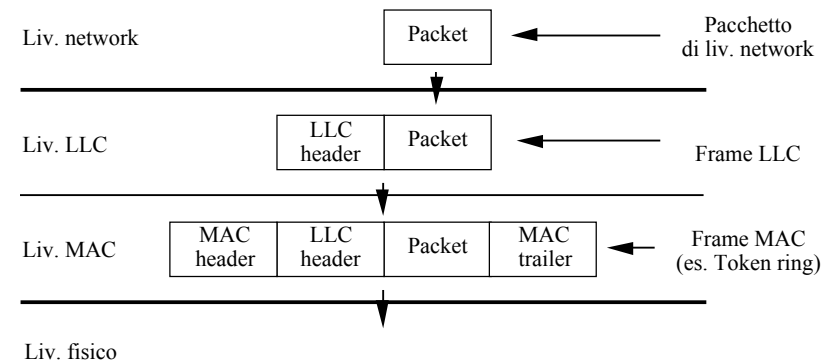 Liv. network
Packet
Pacchetto
di liv. network
Liv. LLC
LLC
header
Packet
Frame LLC
Liv. MAC
MAC
header
LLC
header
Packet
MAC
trailer
Frame MAC
(es. Token ring)
Liv. fisico